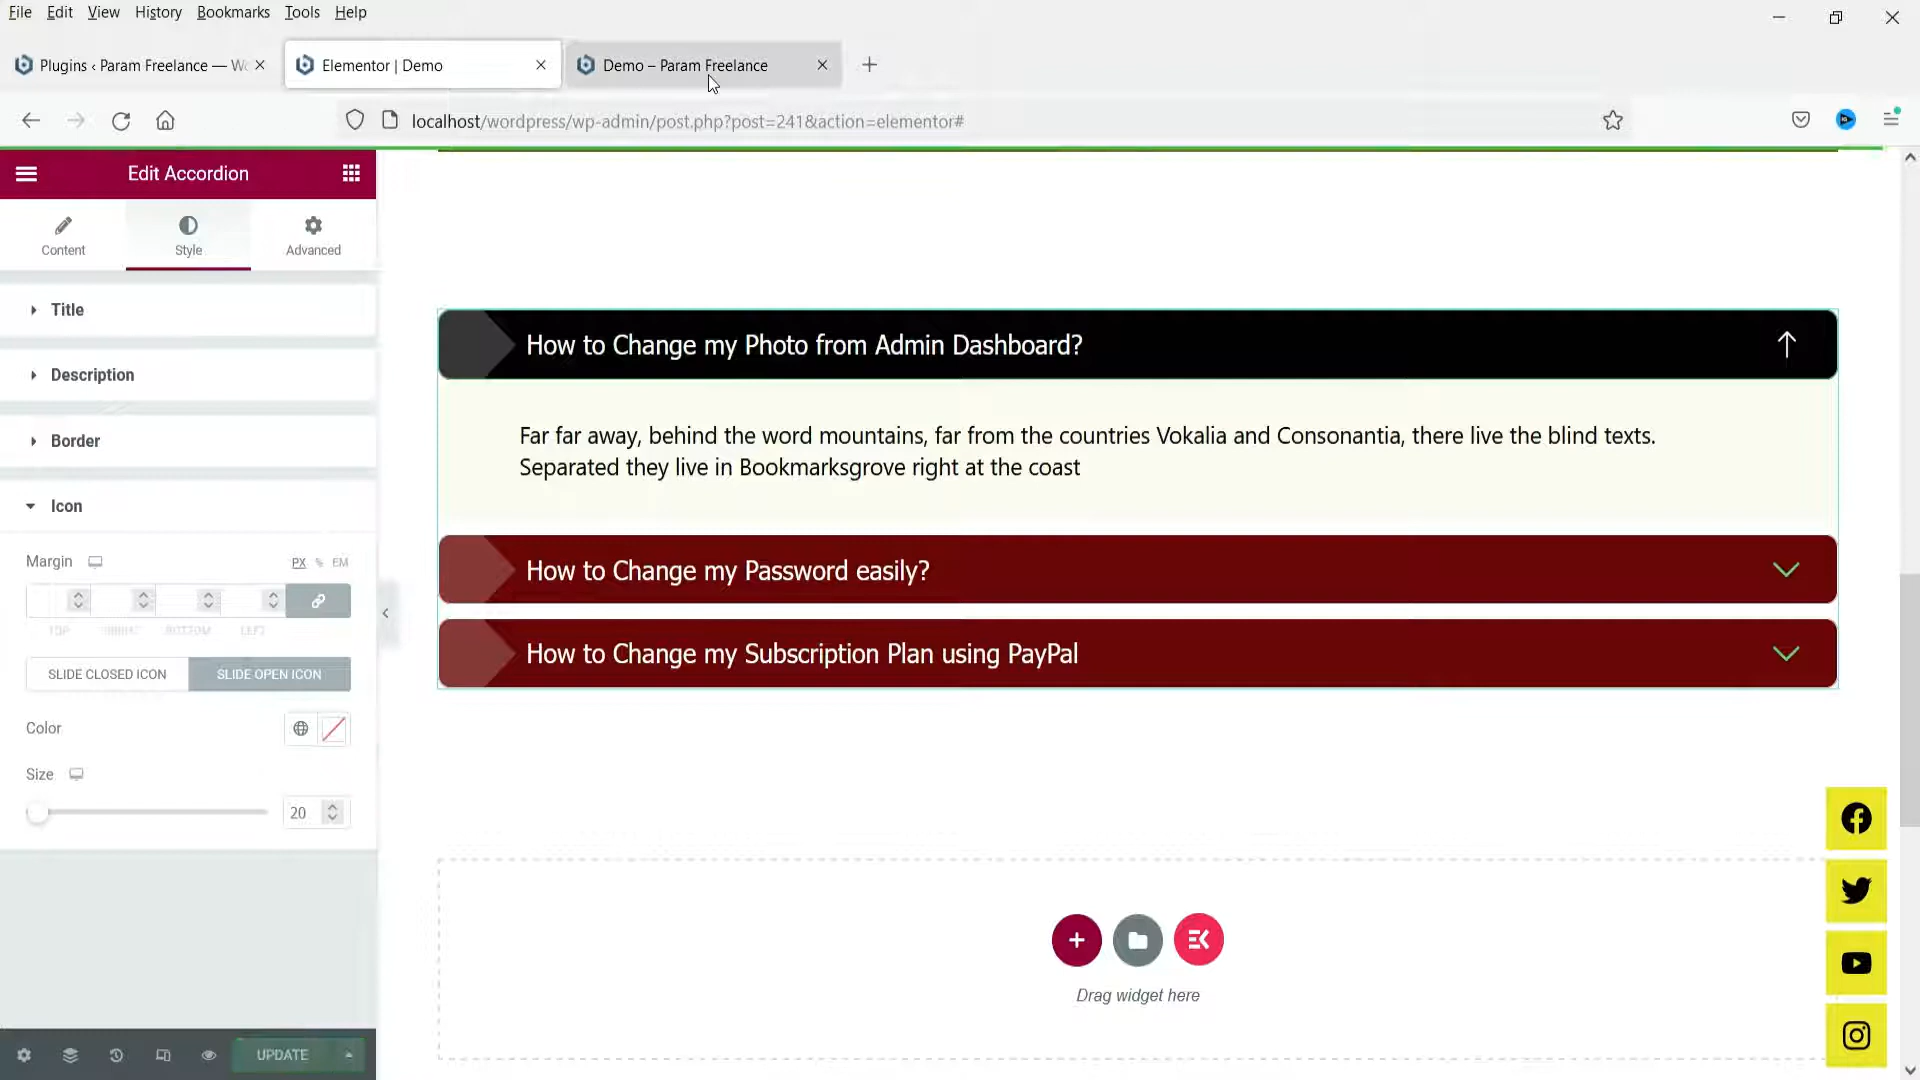 File Edit View History Bookmarks Tools Help
Plugins ‹ Param Freelance — Wo
Elementor | Demo
Demo – Param Freelance
localhost/wordpress/wp-admin/post.php?post=241&action=elementor#
Edit Accordion
Content
Style
Advanced
Title
Description
Border
Icon
Margin
PX % EM
TOP RIGHT BOTTOM LEFT
SLIDE CLOSED ICON
SLIDE OPEN ICON
Color
Size
20
UPDATE
How to Change my Photo from Admin Dashboard?
Far far away, behind the word mountains, far from the countries Vokalia and Consonantia, there live the blind texts.
Separated they live in Bookmarksgrove right at the coast
How to Change my Password easily?
How to Change my Subscription Plan using PayPal
Drag widget here